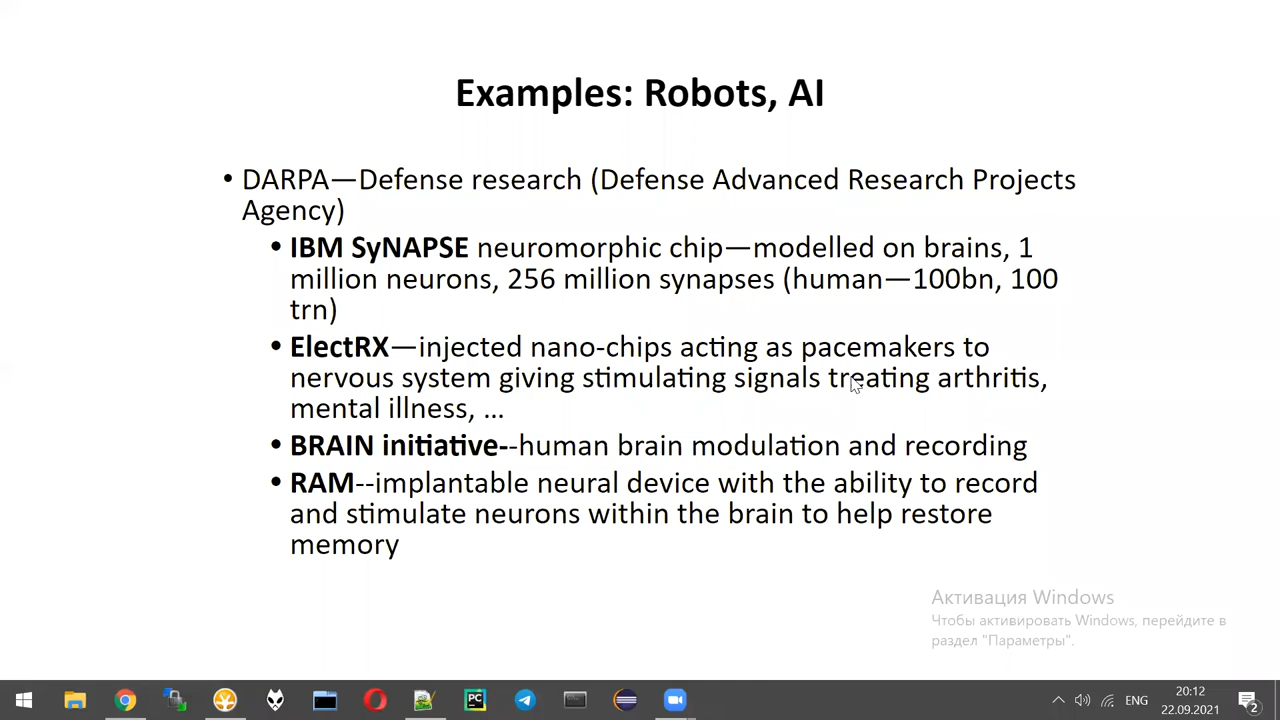 Examples: Robots, AI
• DARPA—Defense research (Defense Advanced Research Projects
Agency)
• IBM SyNAPSE neuromorphic chip—modelled on brains, 1
million neurons, 256 million synapses (human—100bn, 100
trn)
• ElectRX—injected nano-chips acting as pacemakers to
nervous system giving stimulating signals treating arthritis,
mental illness, …
• BRAIN initiative--human brain modulation and recording
• RAM--implantable neural device with the ability to record
and stimulate neurons within the brain to help restore
memory
Активация Windows
Чтобы активировать Windows, перейдите в
раздел "Параметры".
PC
ENG
20:12
22.09.2021
2